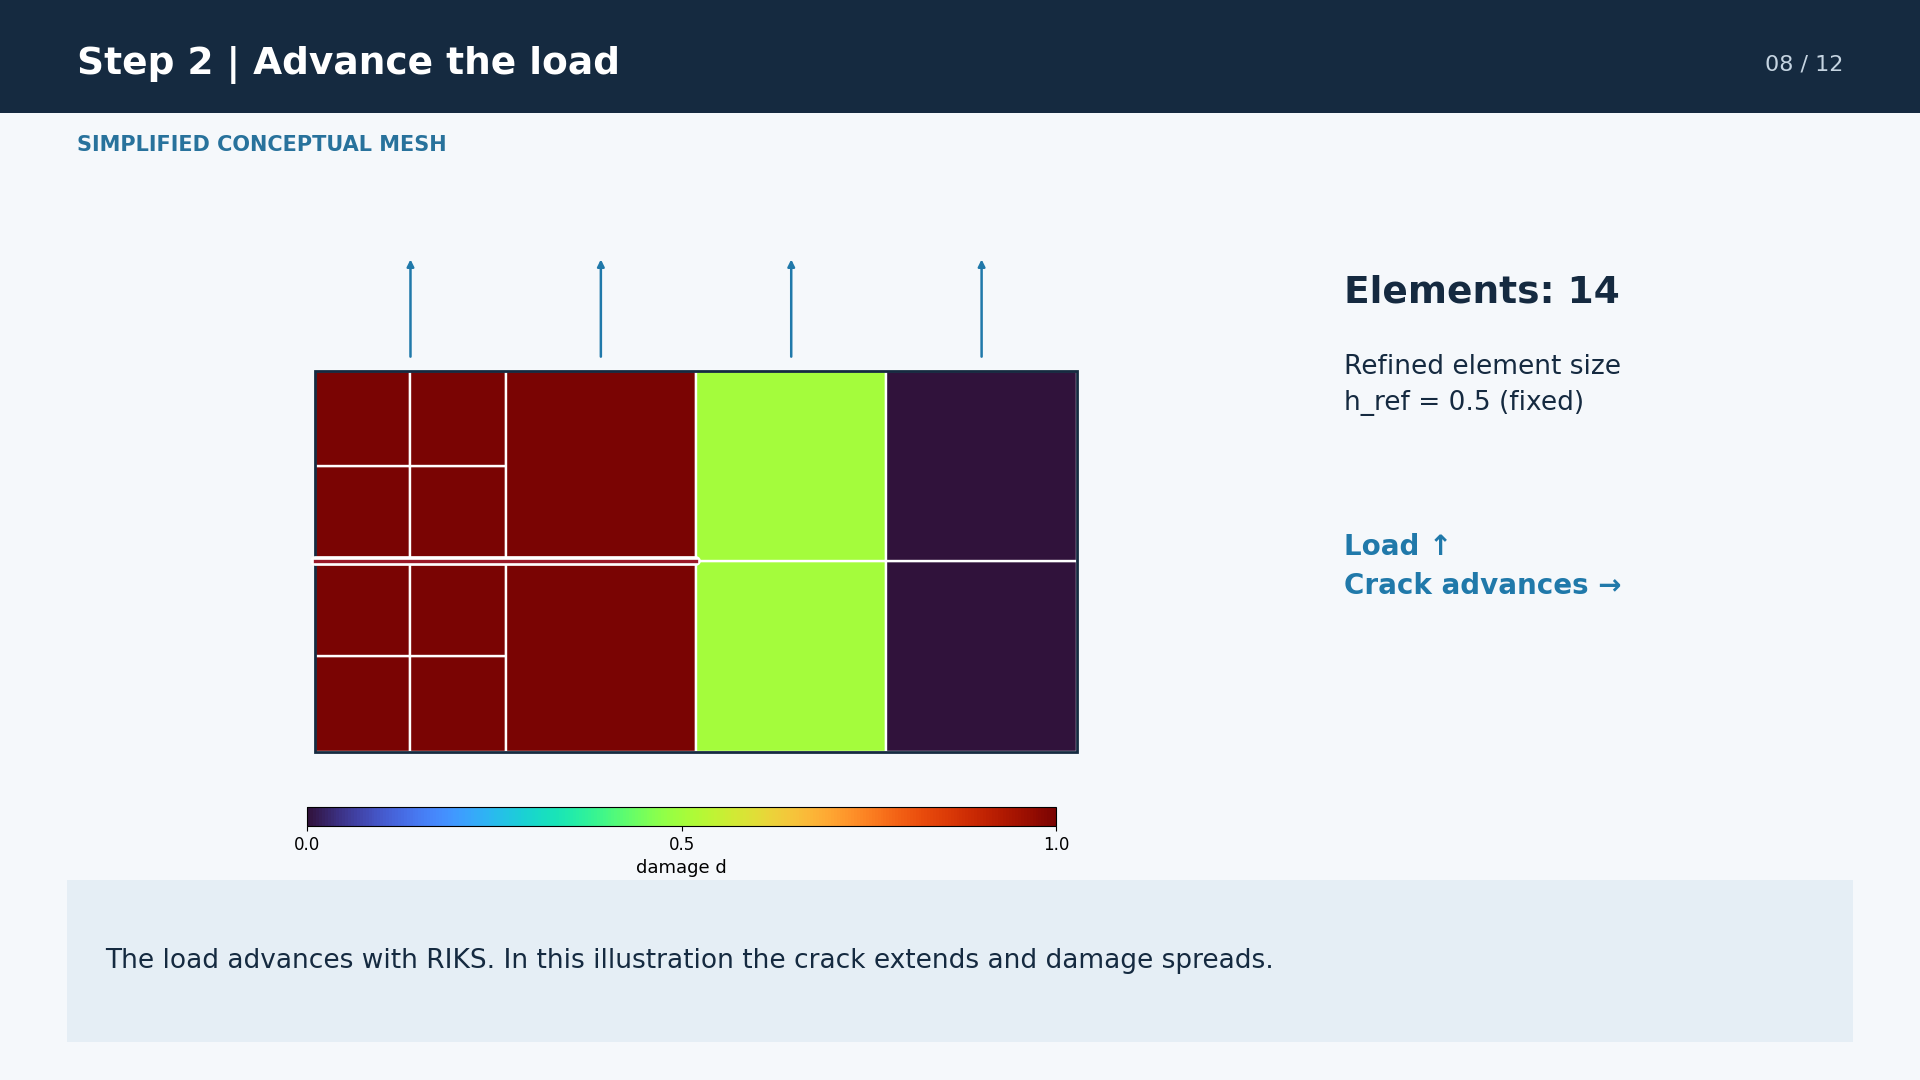 Step 2 | Advance the load
08 / 12
SIMPLIFIED CONCEPTUAL MESH
Elements: 14
Refined element size
h_ref = 0.5 (fixed)
Load ↑
Crack advances →
0.0
0.5
1.0
damage d
The load advances with RIKS. In this illustration the crack extends and damage spreads.